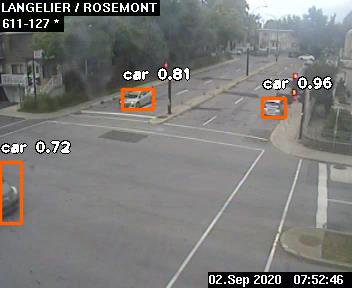 LANGELIER / ROSEMONT
611-127 *
car 0.81
car 0.96
car 0.72
02.Sep 2020 07:52:46